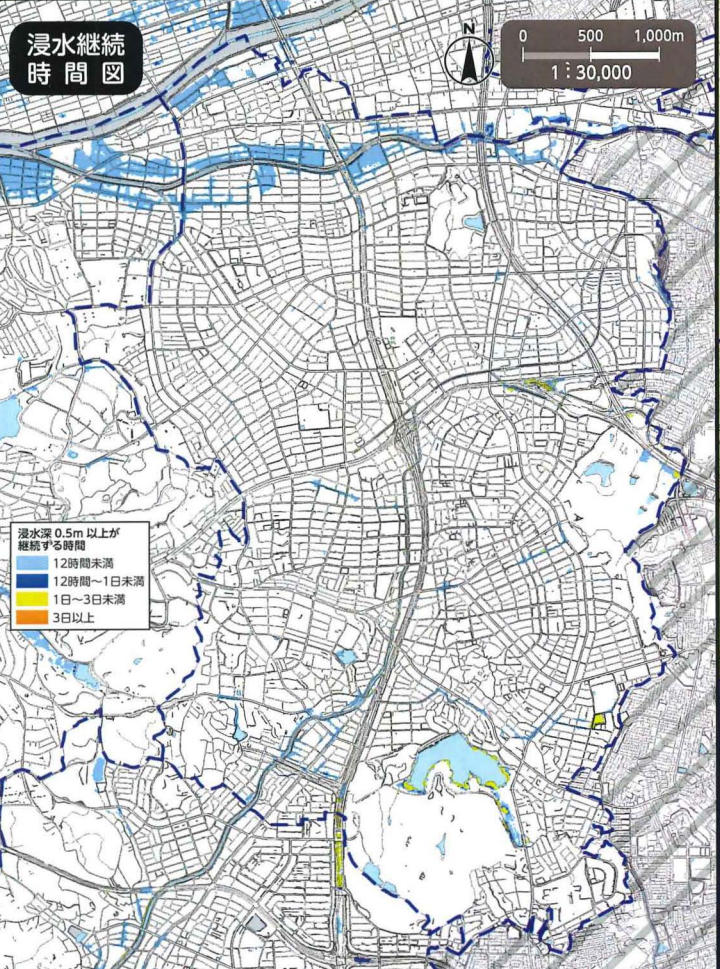 浸水継続
時間図
N
0 500 1,000m
1:30,000
浸水深 0.5m 以上が
継続する時間
12時間未満
12時間～1日未満
1日～3日未満
3日以上